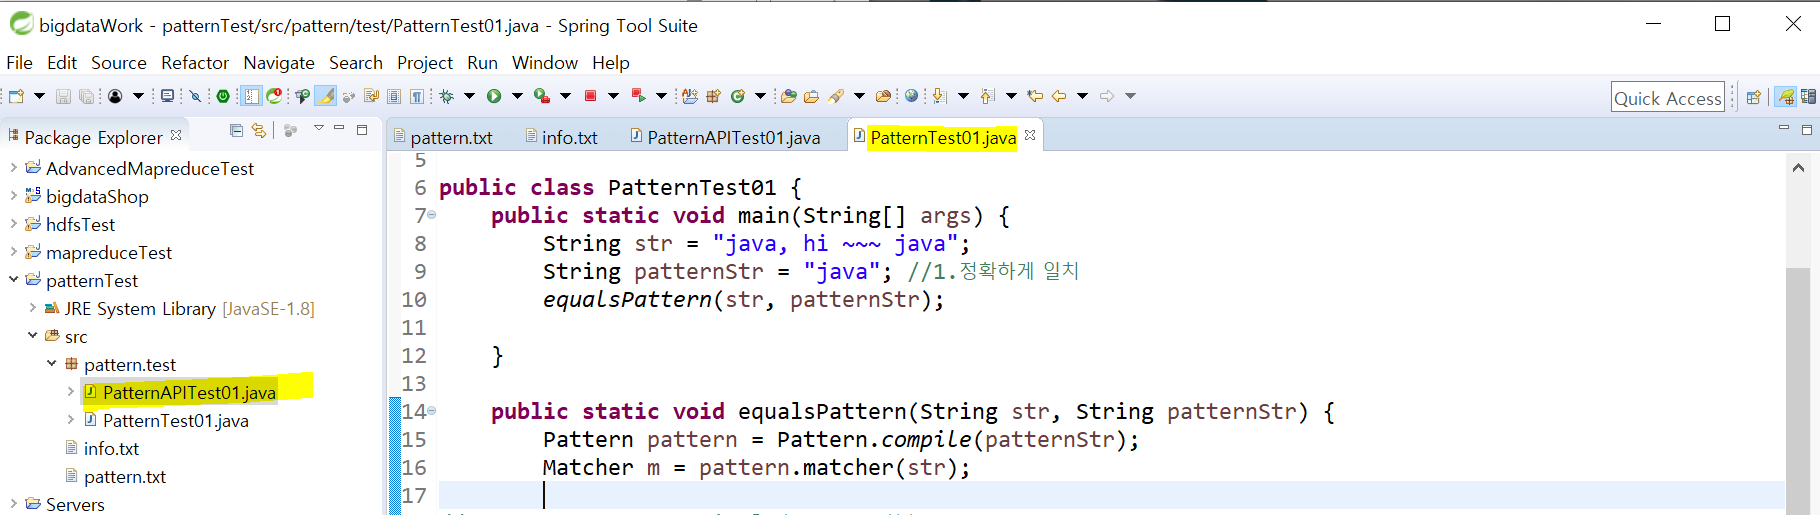 bigdataWork - patternTest/src/pattern/test/PatternTest01.java - Spring Tool Suite
File Edit Source Refactor Navigate Search Project Run Window Help
Quick Access
Package Explorer
AdvancedMapreduceTest
bigdataShop
hdfsTest
mapreduceTest
patternTest
JRE System Library [JavaSE-1.8]
src
pattern.test
PatternAPITest01.java
PatternTest01.java
info.txt
pattern.txt
Servers
pattern.txt info.txt PatternAPITest01.java PatternTest01.java
5
6 public class PatternTest01 {
7 public static void main(String[] args) {
8 String str = "java, hi ~~~ java";
9 String patternStr = "java"; //1.정확하게 일치
10 equalsPattern(str, patternStr);
11
12 }
13
14 public static void equalsPattern(String str, String patternStr) {
15 Pattern pattern = Pattern.compile(patternStr);
16 Matcher m = pattern.matcher(str);
17